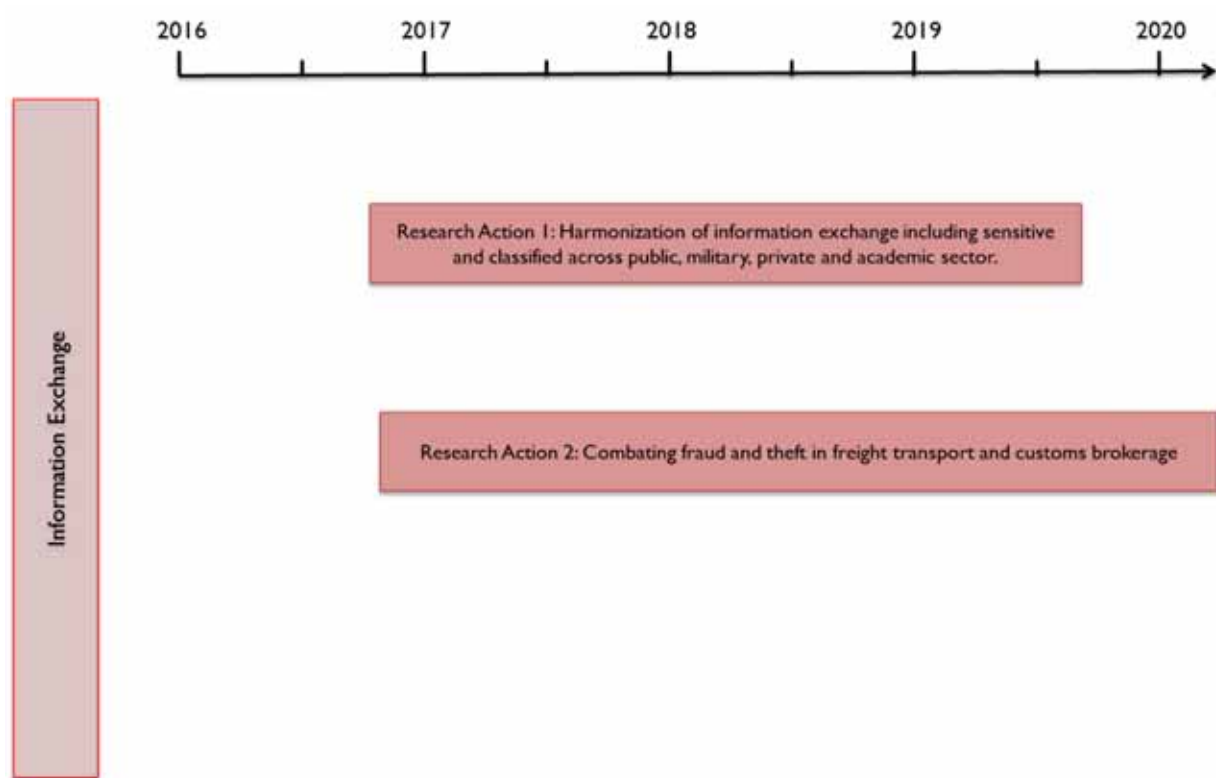 2016 2017 2018 2019 2020
Research Action 1: Harmonization of information exchange including sensitive
and classified across public, military, private and academic sector.
Information Exchange
Research Action 2: Combating fraud and theft in freight transport and customs brokerage